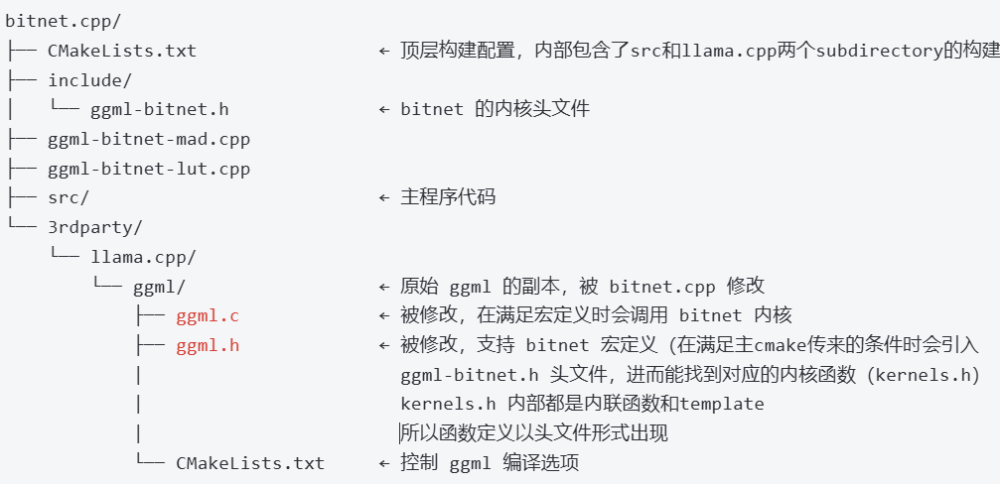 bitnet.cpp/
├── CMakeLists.txt ← 顶层构建配置，内部包含了src和llama.cpp两个subdirectory的构建
├── include/
│ └── ggml-bitnet.h ← bitnet 的内核头文件
├── ggml-bitnet-mad.cpp
├── ggml-bitnet-lut.cpp
├── src/ ← 主程序代码
└── 3rdparty/
└── llama.cpp/
└── ggml/ ← 原始 ggml 的副本，被 bitnet.cpp 修改
├── ggml.c ← 被修改，在满足宏定义时会调用 bitnet 内核
├── ggml.h ← 被修改，支持 bitnet 宏定义（在满足主cmake传来的条件时会引入
| ggml-bitnet.h 头文件，进而能找到对应的内核函数（kernels.h）
| kernels.h 内部都是内联函数和template
| 所以函数定义以头文件形式出现
└── CMakeLists.txt ← 控制 ggml 编译选项